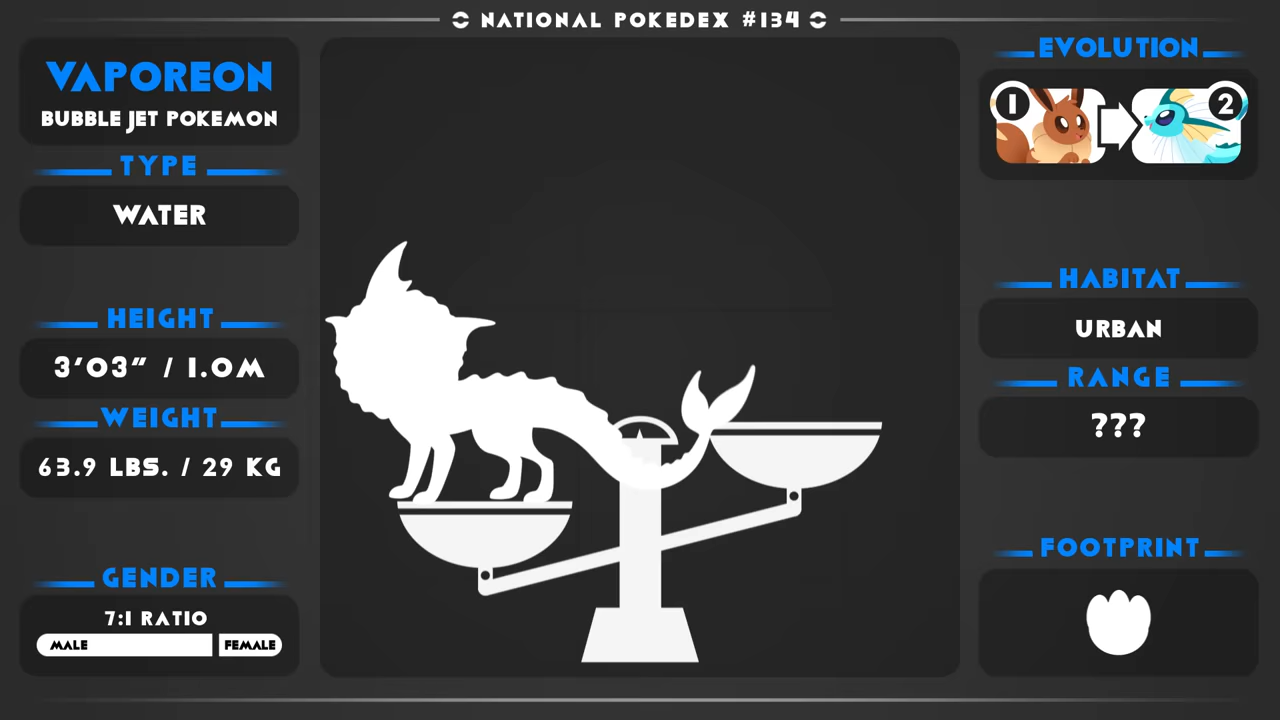 NATIONAL POKEDEX #134
VAPOREON
BUBBLE JET POKEMON
TYPE
WATER
HEIGHT
3'03" / 1.0M
WEIGHT
63.9 LBS. / 29 KG
GENDER
7:1 RATIO
MALE
FEMALE
EVOLUTION
1
2
HABITAT
URBAN
RANGE
???
FOOTPRINT